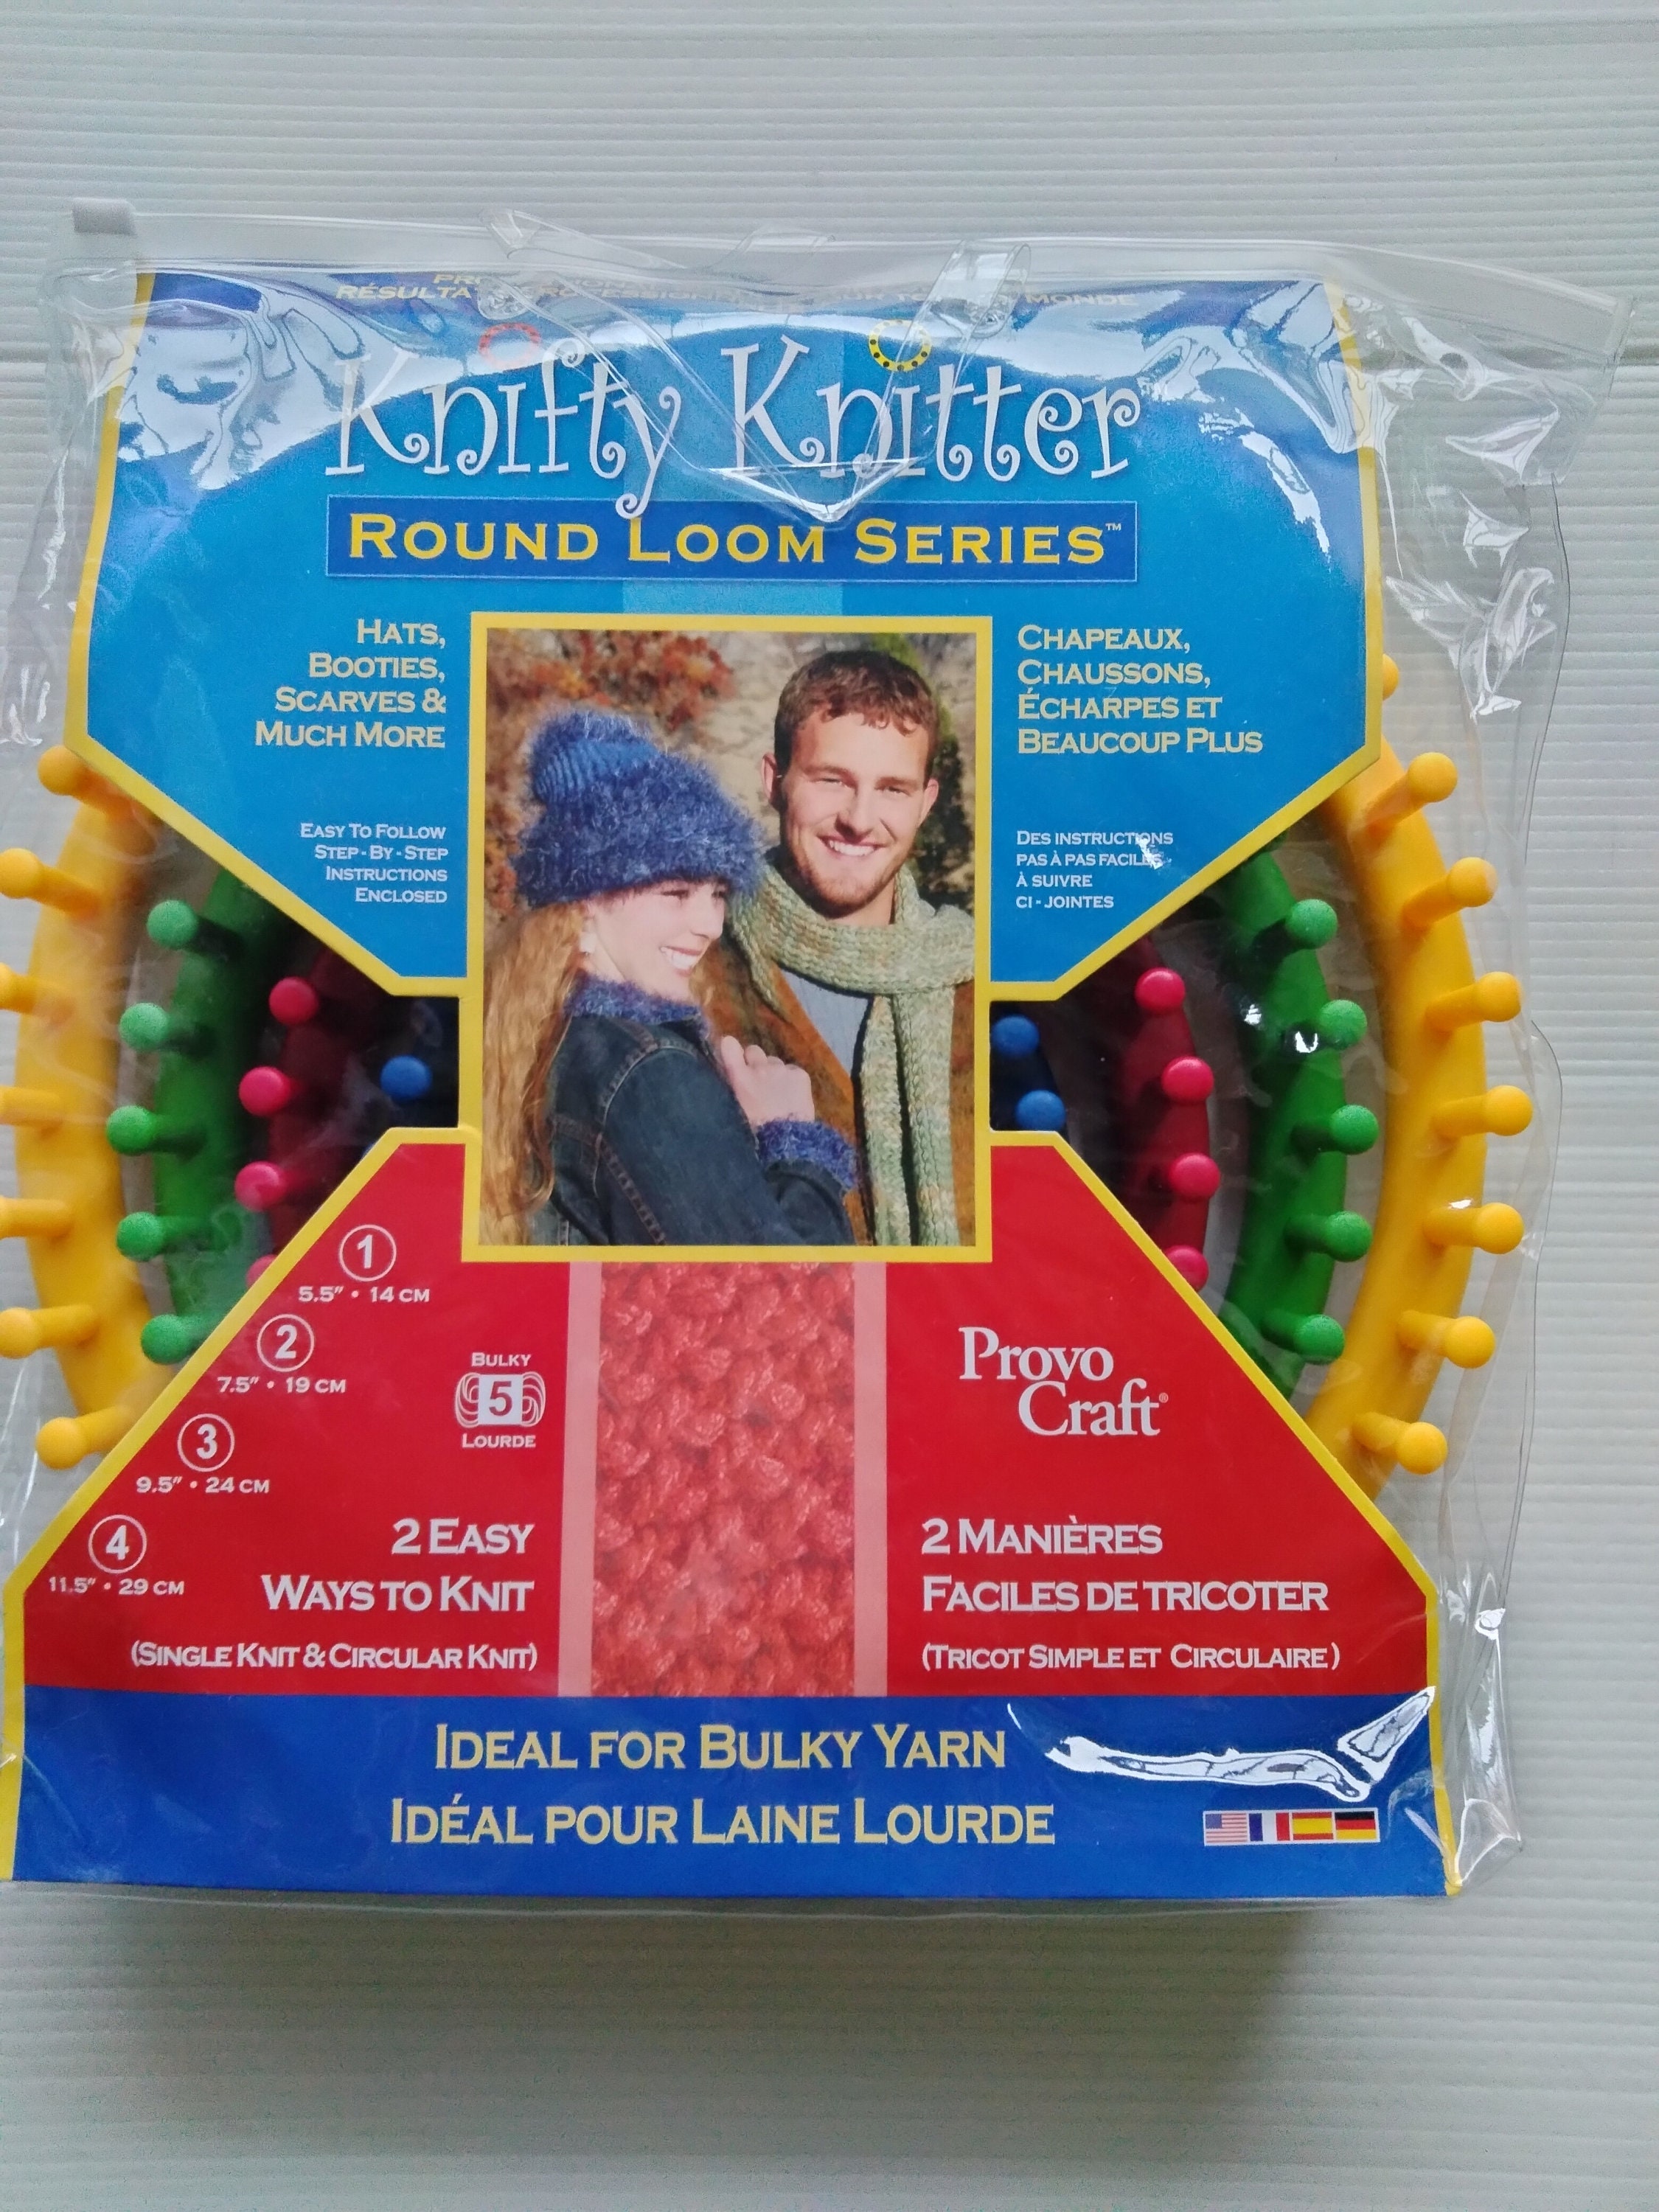 MONDE
Knifty Knitter
ROUND LOOM SERIES™
HATS,
BOOTIES,
SCARVES &
MUCH MORE
EASY TO FOLLOW
STEP-BY-STEP
INSTRUCTIONS
ENCLOSED
CHAPEAUX,
CHAUSSONS,
ÉCHARPES ET
BEAUCOUP PLUS
DES INSTRUCTIONS
PAS À PAS FACILES
À SUIVRE
CI-JOINTES
1
5.5" • 14 CM
2
7.5" • 19 CM
3
9.5" • 24 CM
4
11.5" • 29 CM
BULKY
5
LOURDE
2 EASY
WAYS TO KNIT
(SINGLE KNIT & CIRCULAR KNIT)
Provo
Craft®
2 MANIÈRES
FACILES DE TRICOTER
(TRICOT SIMPLE ET CIRCULAIRE)
IDEAL FOR BULKY YARN
IDÉAL POUR LAINE LOURDE